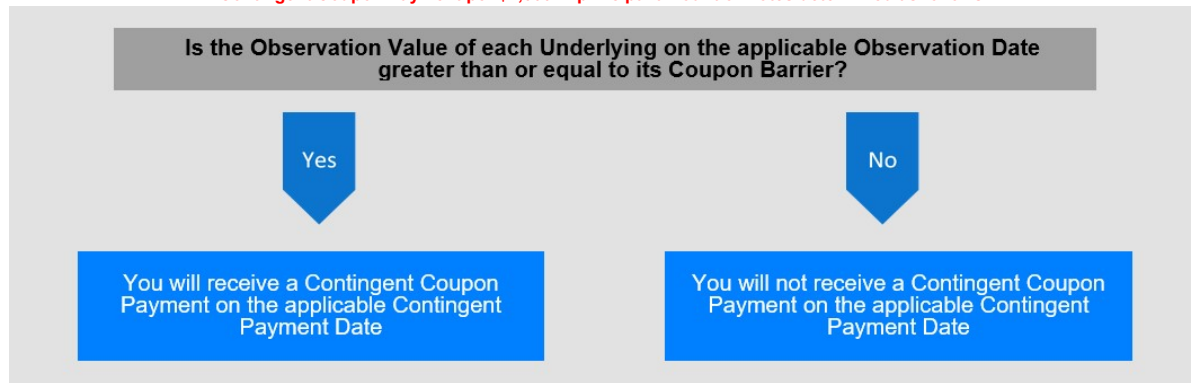 Is the Observation Value of each Underlying on the applicable Observation Date
greater than or equal to its Coupon Barrier?
Yes
No
You will receive a Contingent Coupon
Payment on the applicable Contingent
Payment Date
You will not receive a Contingent Coupon
Payment on the applicable Contingent
Payment Date